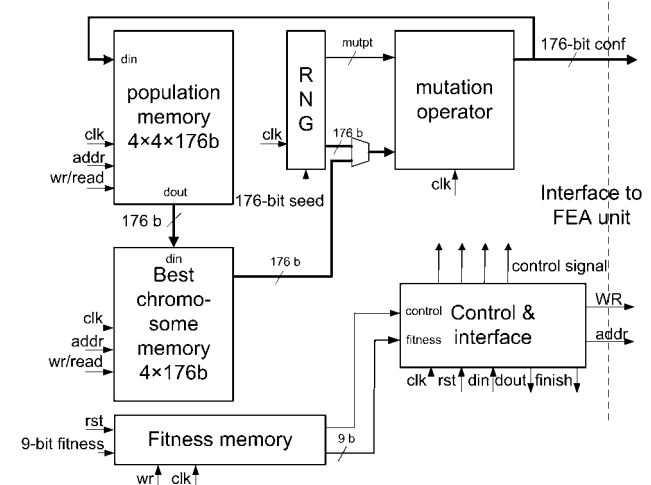 176-bit conf
din
population
memory
4×4×176b
clk
addr
wr/read
dout
176 b
R
N
G
clk
176-bit seed
mutpt
176 b
mutation
operator
clk
Interface to
FEA unit
din
Best
chromo-
some
memory
4×176b
clk
addr
wr/read
176 b
control signal
control
fitness
Control &
interface
WR
addr
clk rst din dout finish
rst
9-bit fitness
Fitness memory
9 b
wr clk